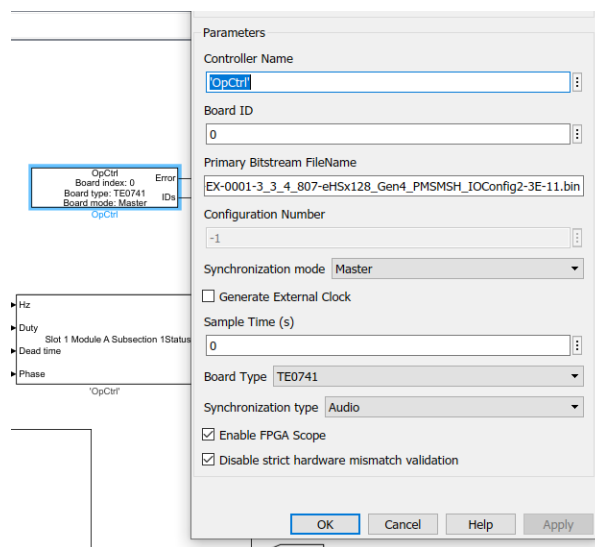 OpCtrl
Board index: 0
Board type: TE0741
Board mode: Master
Error
IDs
OpCtrl
Hz
Duty
Slot 1 Module A Subsection 1Status
Dead time
Phase
'OpCtrl'
Parameters
Controller Name
'OpCtrl'
Board ID
0
Primary Bitstream FileName
EX-0001-3_3_4_807-eHSx128_Gen4_PMSMSH_IOConfig2-3E-11.bin
Configuration Number
-1
Synchronization mode Master
Generate External Clock
Sample Time (s)
0
Board Type TE0741
Synchronization type Audio
Enable FPGA Scope
Disable strict hardware mismatch validation
OK Cancel Help Apply